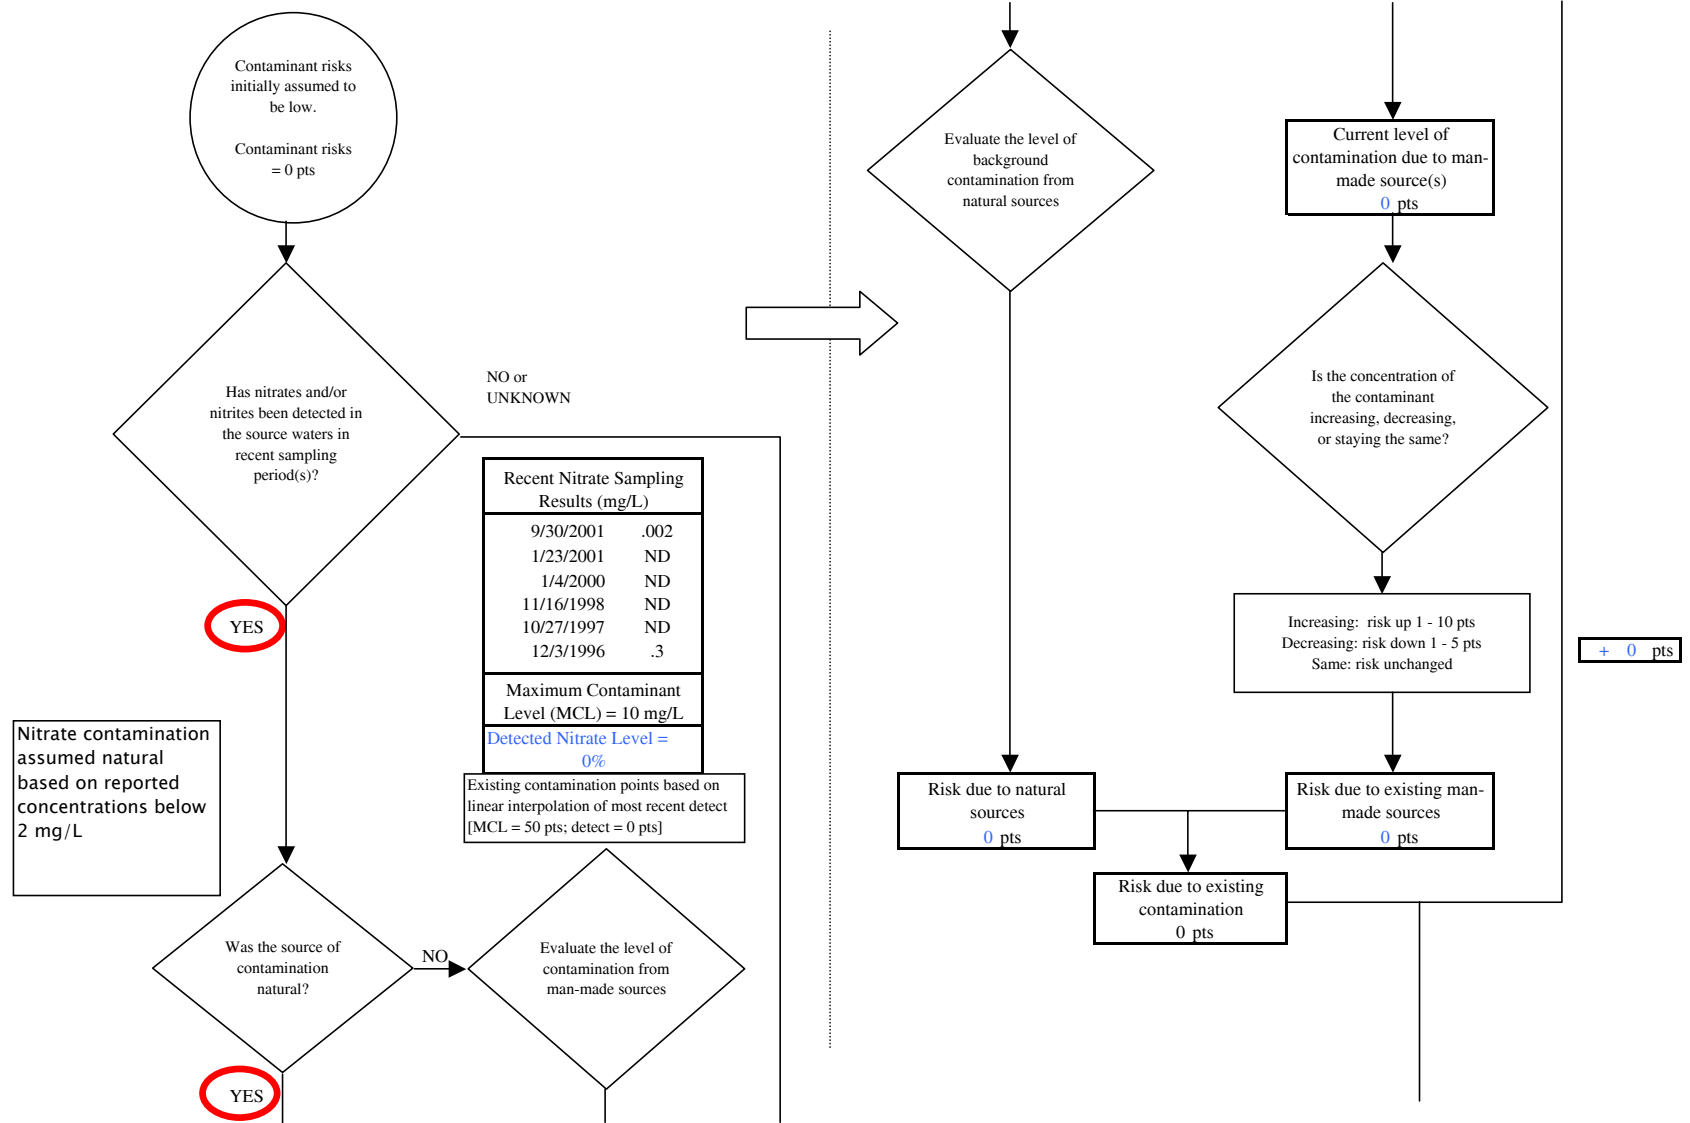 Contaminant risks
initially assumed to
be low.
Contaminant risks
= 0 pts
Has nitrates and/or
nitrites been detected in
the source waters in
recent sampling
period(s)?
NO or
UNKNOWN
YES
Recent Nitrate Sampling
Results (mg/L)
9/30/2001 .002
1/23/2001 ND
1/4/2000 ND
11/16/1998 ND
10/27/1997 ND
12/3/1996 .3
Maximum Contaminant
Level (MCL) = 10 mg/L
Detected Nitrate Level =
0%
Existing contamination points based on
linear interpolation of most recent detect
[MCL = 50 pts; detect = 0 pts]
Nitrate contamination
assumed natural
based on reported
concentrations below
2 mg/L
Was the source of
contamination
natural?
NO
Evaluate the level of
contamination from
man-made sources
YES
Evaluate the level of
background
contamination from
natural sources
Current level of
contamination due to man-
made source(s)
0 pts
Is the concentration of
the contaminant
increasing, decreasing,
or staying the same?
Increasing: risk up 1 - 10 pts
Decreasing: risk down 1 - 5 pts
Same: risk unchanged
+ 0 pts
Risk due to natural
sources
0 pts
Risk due to existing man-
made sources
0 pts
Risk due to existing
contamination
0 pts